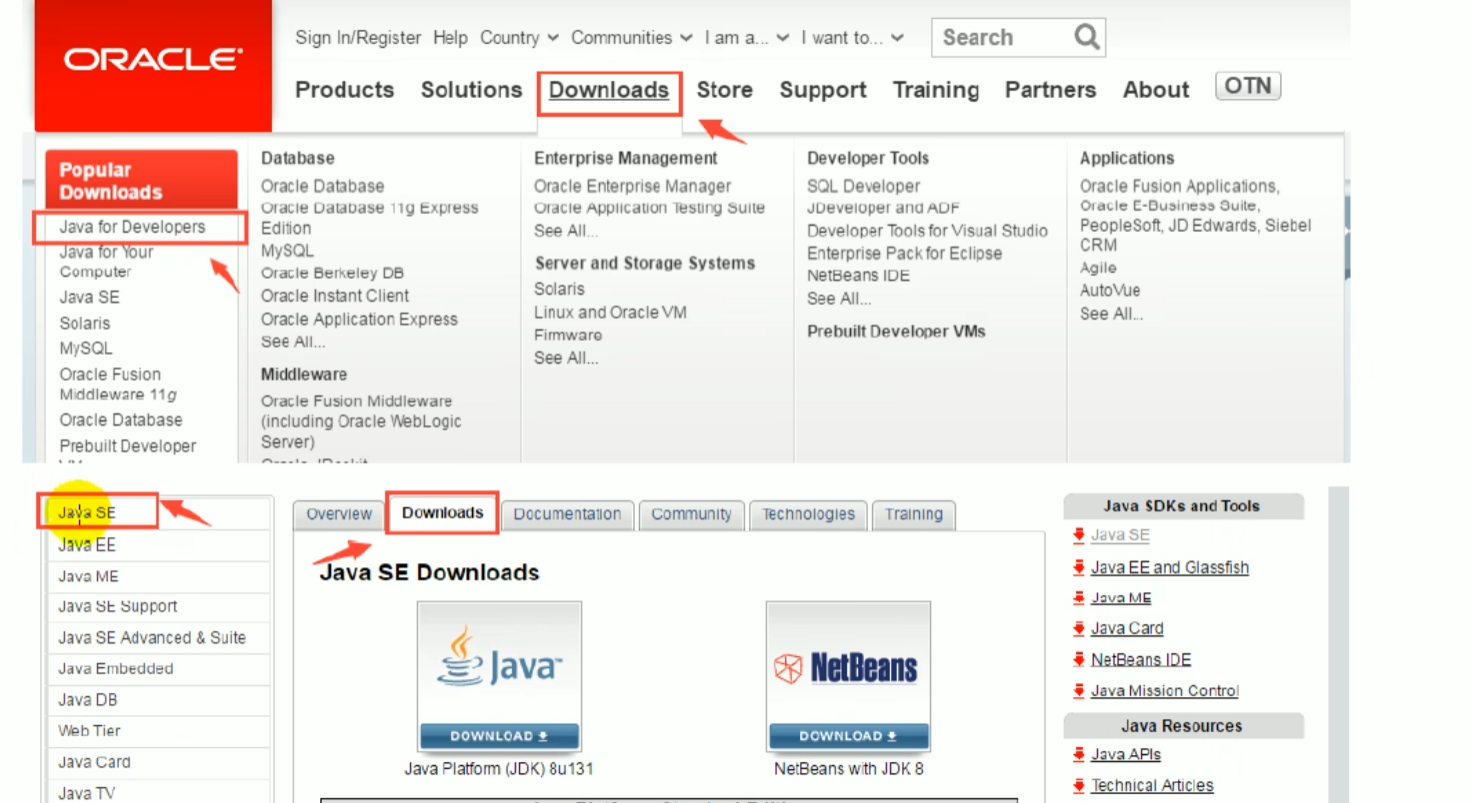 ORACLE
Sign In/Register Help Country Communities I am a... I want to... Search
Products Solutions Downloads Store Support Training Partners About OTN
Popular
Downloads
Java for Developers
Java for Your
Computer
Java SE
Solaris
MySQL
Oracle Fusion
Middleware 11g
Oracle Database
Prebuilt Developer
Database
Oracle Database
Oracle Database 11g Express
Edition
MySQL
Oracle Berkeley DB
Oracle Instant Client
Oracle Application Express
See All...
Middleware
Oracle Fusion Middleware
(including Oracle WebLogic
Server)
Enterprise Management
Oracle Enterprise Manager
Oracle Application Testing Suite
See All...
Server and Storage Systems
Solaris
Linux and Oracle VM
Firmware
See All...
Developer Tools
SQL Developer
JDeveloper and ADF
Developer Tools for Visual Studio
Enterprise Pack for Eclipse
NetBeans IDE
See All...
Prebuilt Developer VMs
Applications
Oracle Fusion Applications,
Oracle E-Business Suite,
PeopleSoft, JD Edwards, Siebel
CRM
Agile
AutoVue
See All...
Java SE
Java EE
Java ME
Java SE Support
Java SE Advanced & Suite
Java Embedded
Java DB
Web Tier
Java Card
Java TV
Overview Downloads Documentation Community Technologies Training
Java SE Downloads
Java
DOWNLOAD
Java Platform (JDK) 8u131
NetBeans
DOWNLOAD
NetBeans with JDK 8
Java SDKs and Tools
Java SE
Java EE and Glassfish
Java ME
Java Card
NetBeans IDE
Java Mission Control
Java Resources
Java APIs
Technical Articles